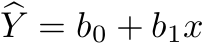 Ŷ = b₀ + b₁x